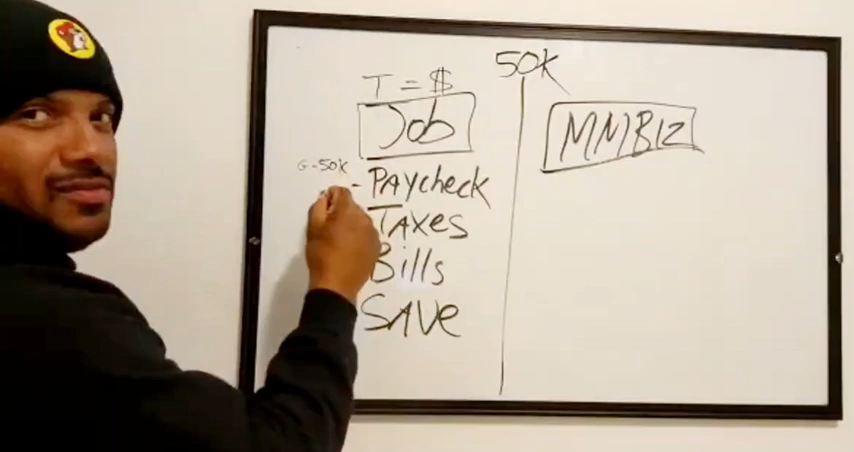 50K
T = $
Job
MMBIZ
G-50K
- PAycheck
TAxes
Bills
SAVE